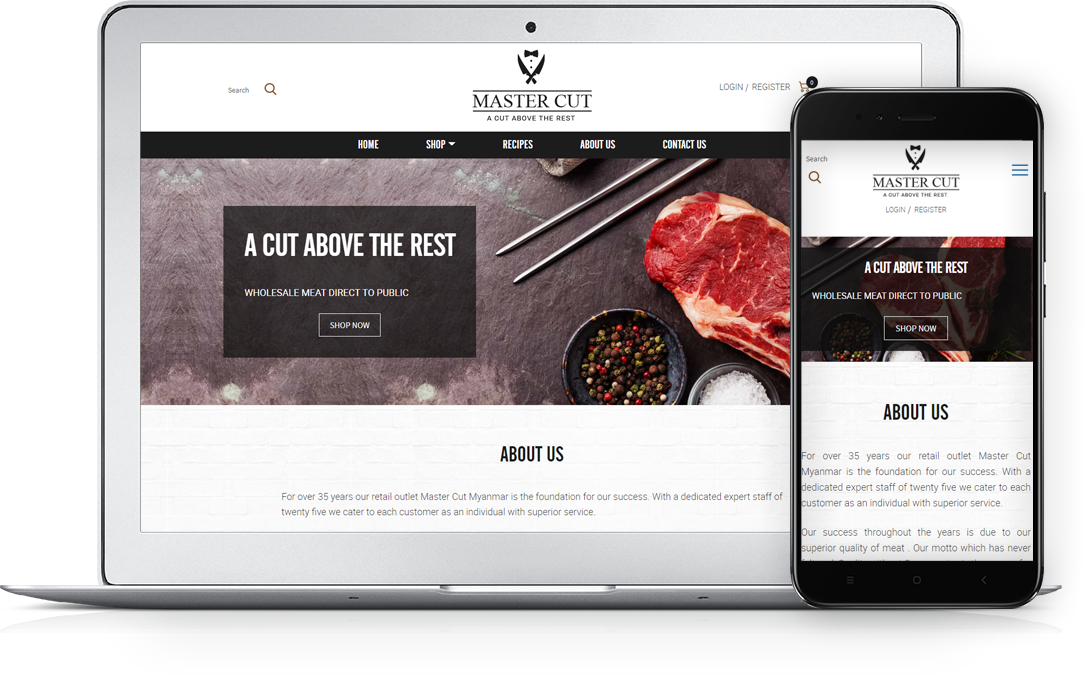 Search
MASTER CUT
A CUT ABOVE THE REST
LOGIN / REGISTER
0
HOME SHOP RECIPES ABOUT US CONTACT US
A CUT ABOVE THE REST
WHOLESALE MEAT DIRECT TO PUBLIC
SHOP NOW
ABOUT US
For over 35 years our retail outlet Master Cut Myanmar is the foundation for our success. With a dedicated expert staff of
twenty five we cater to each customer as an individual with superior service.
Search
MASTER CUT
A CUT ABOVE THE REST
LOGIN / REGISTER
A CUT ABOVE THE REST
WHOLESALE MEAT DIRECT TO PUBLIC
SHOP NOW
ABOUT US
For over 35 years our retail outlet Master Cut
Myanmar is the foundation for our success. With a
dedicated expert staff of twenty five we cater to each
customer as an individual with superior service.
Our success throughout the years is due to our
superior quality of meat . Our motto which has never